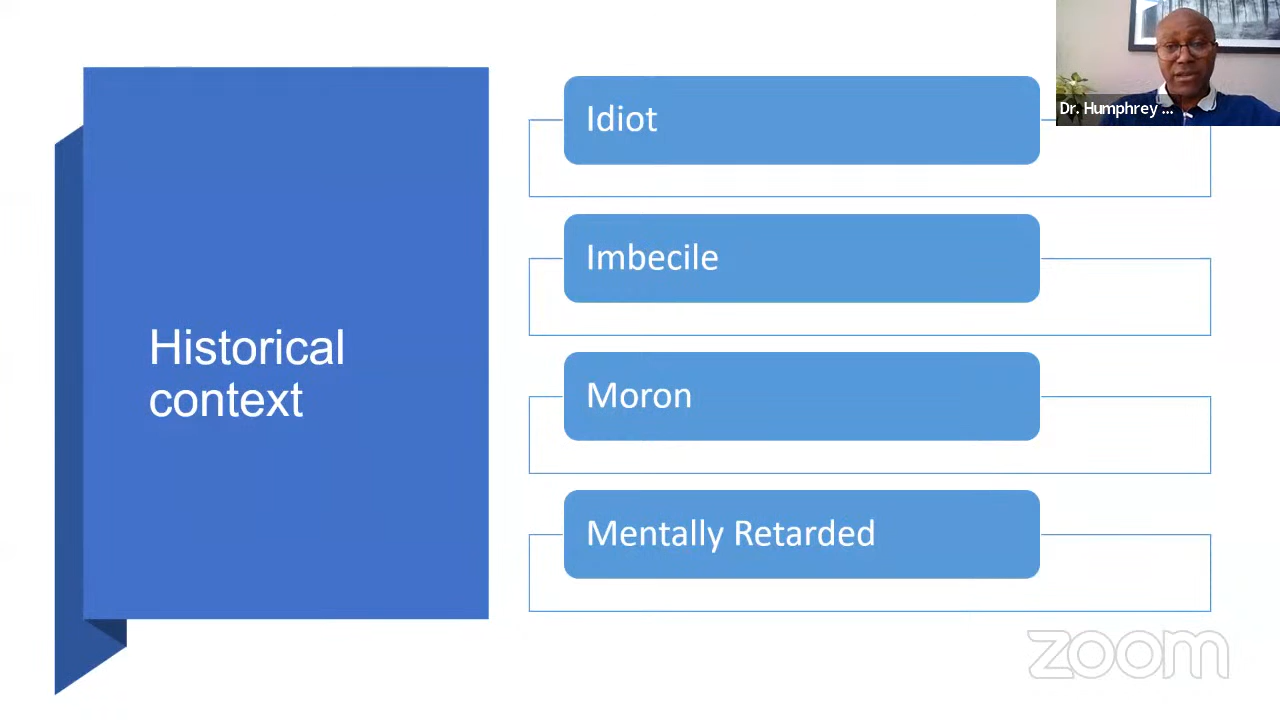 Historical
context
Idiot
Imbecile
Moron
Mentally Retarded
Dr. Humphrey ...
zoom